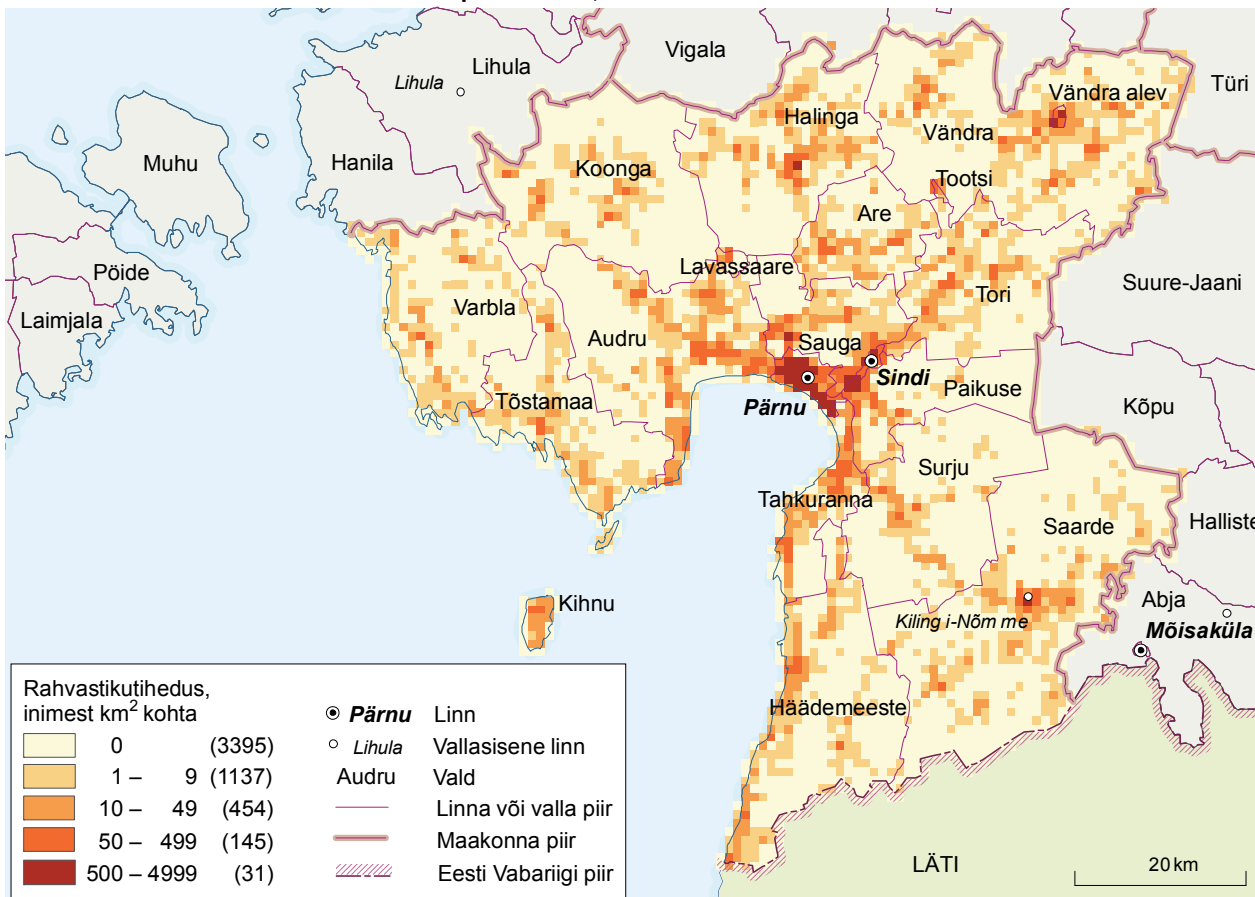 Vigala
Lihula
Lihula
Türi
Vändra alev
Halinga
Vändra
Muhu
Hanila
Koonga
Tootsi
Are
Pöide
Lavassaare
Suure-Jaani
Tori
Varbla
Laimjala
Audru
Sauga
Sindi
Paikuse
Tõstamaa
Pärnu
Kõpu
Surju
Tahkuranna
Saarde
Halliste
Kihnu
Abja
Kiling i-Nõm me
Mõisaküla
Häädemeeste
LÄTI
20 km
Rahvastikutihedus,
inimest km² kohta
0 (3395)
1 – 9 (1137)
10 – 49 (454)
50 – 499 (145)
500 – 4999 (31)
Pärnu Linn
Lihula Vallasisene linn
Audru Vald
Linna või valla piir
Maakonna piir
Eesti Vabariigi piir